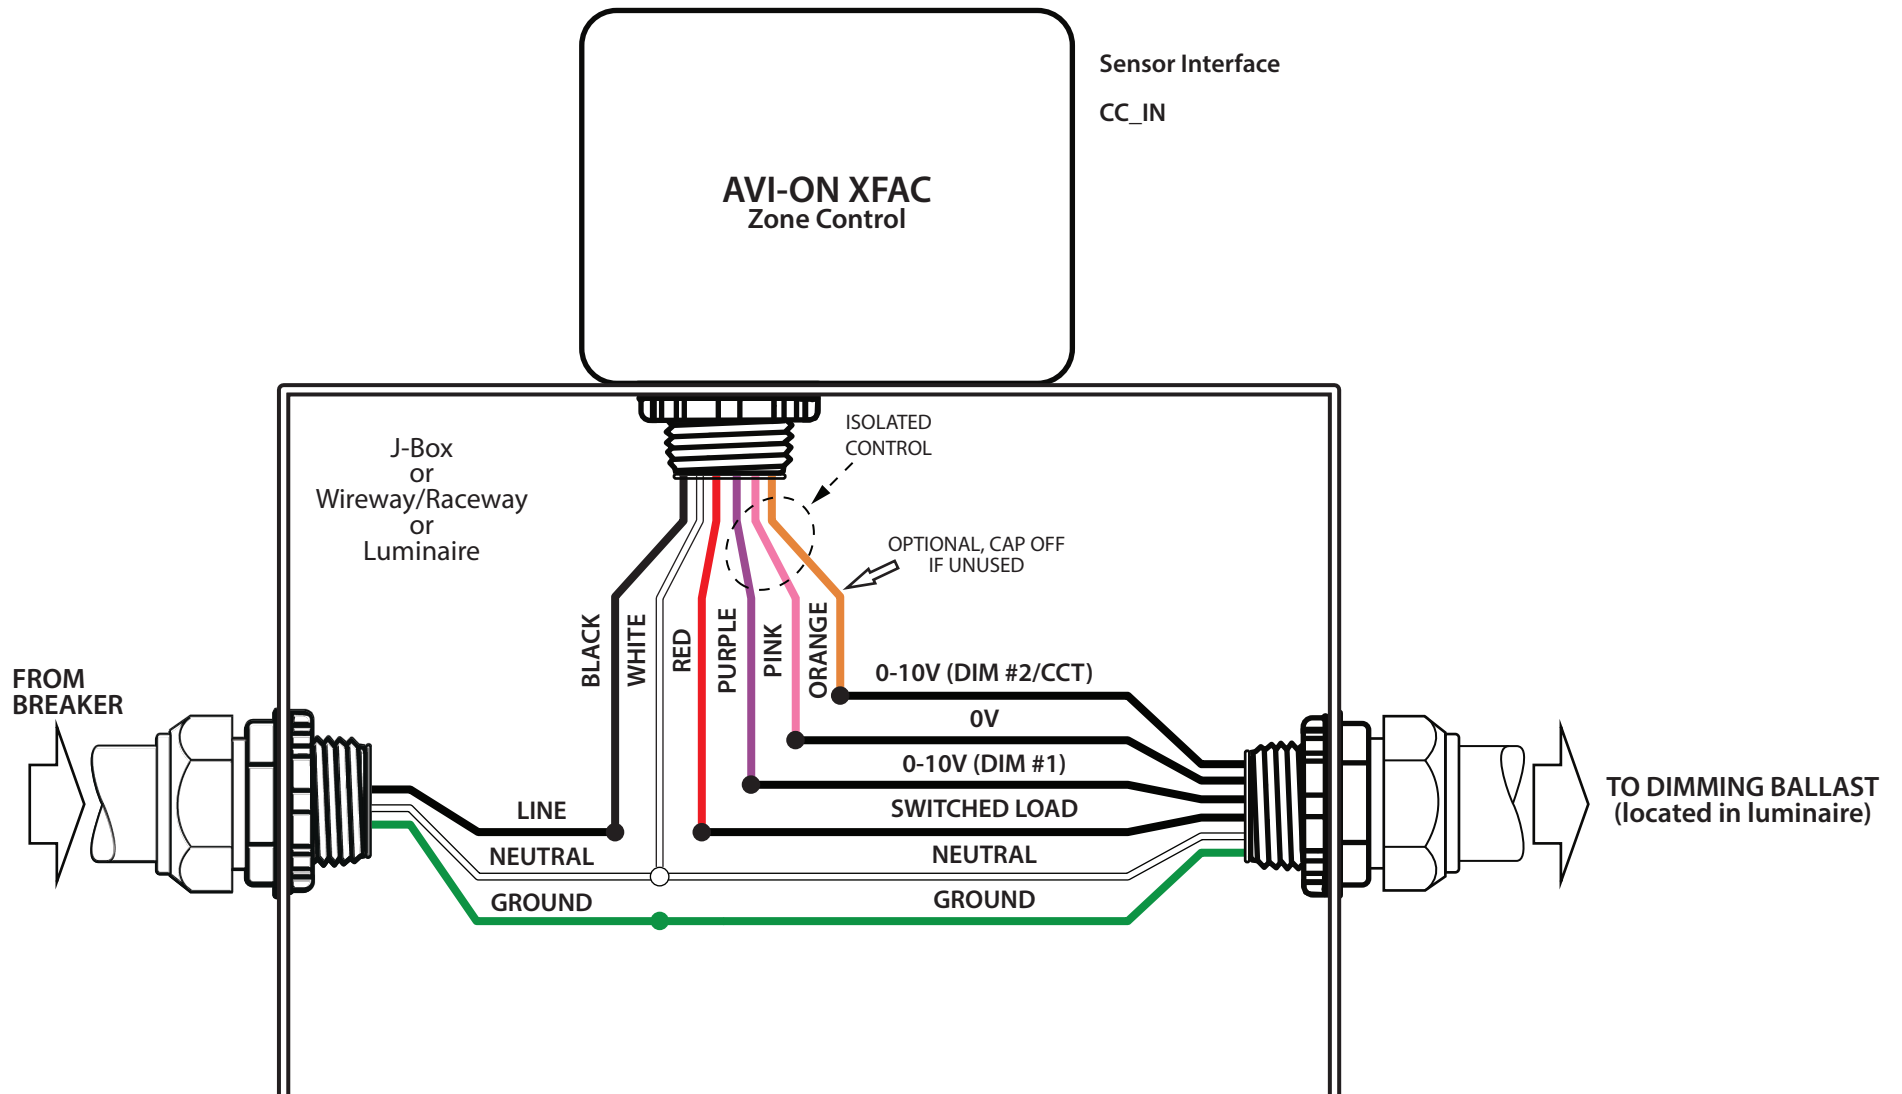 Sensor Interface
CC_IN
AVI-ON XFAC
Zone Control
ISOLATED
CONTROL
J-Box
or
Wireway/Raceway
or
Luminaire
OPTIONAL, CAP OFF
IF UNUSED
BLACK
WHITE
RED
PURPLE
PINK
ORANGE
FROM
BREAKER
0-10V (DIM #2/CCT)
0V
0-10V (DIM #1)
SWITCHED LOAD
LINE
NEUTRAL
NEUTRAL
GROUND
GROUND
TO DIMMING BALLAST
(located in luminaire)